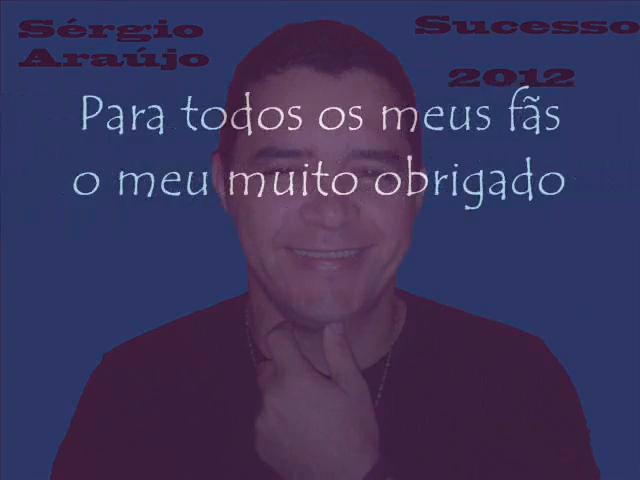 Sérgio
Araújo
Sucesso
2012
Para todos os meus fãs
o meu muito obrigado